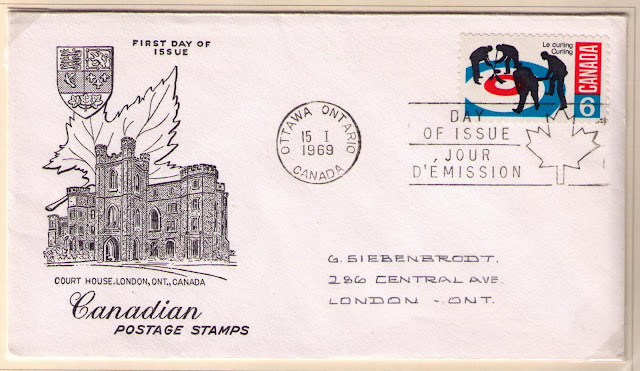 FIRST DAY OF
ISSUE
COURT HOUSE. LONDON, ONT., CANADA
Canadian
POSTAGE STAMPS
OTTAWA ONTARIO
15 I
1969
CANADA
Le curling
Curling
CANADA
6
DAY
OF ISSUE
JOUR
D'ÉMISSION
G. SIEBENBRODT.
286 CENTRAL AVE.
LONDON - ONT.